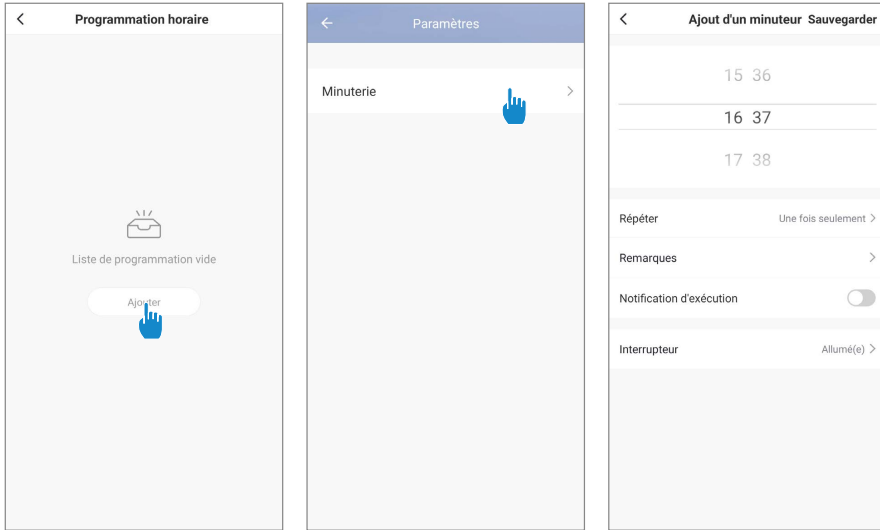 Programmation horaire
Liste de programmation vide
Ajouter
Paramètres
Minuterie
Ajout d'un minuteur Sauvegarder
15 36
16 37
17 38
Répéter Une fois seulement
Remarques
Notification d'exécution
Interrupteur Allumé(e)